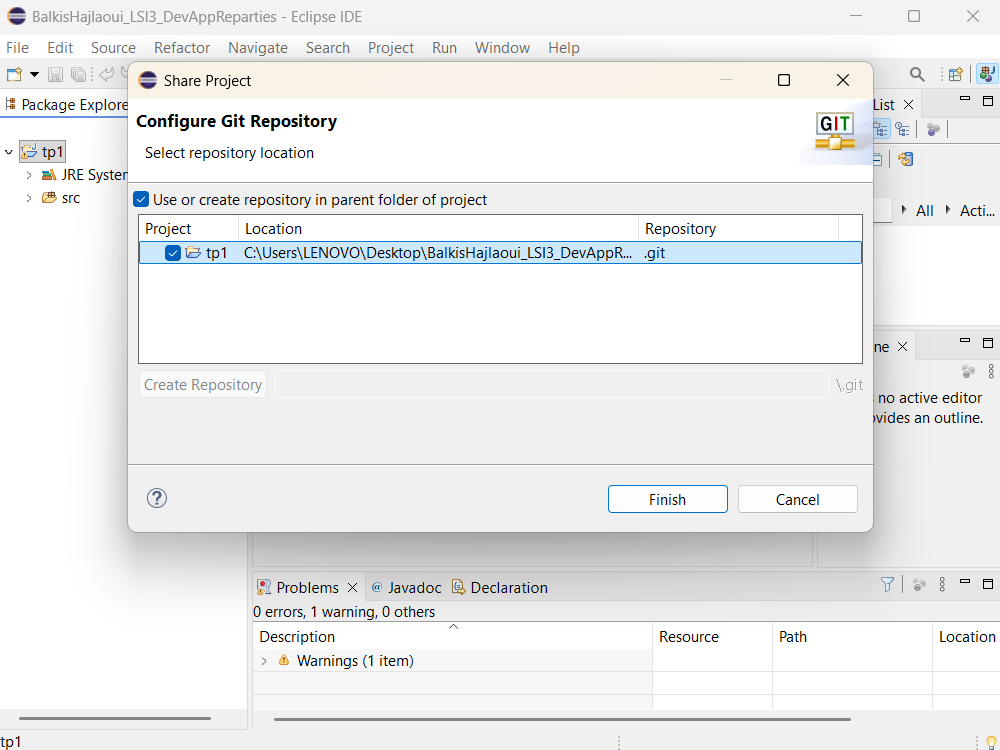 BalkisHajlaoui_LSI3_DevAppReparties - Eclipse IDE
File Edit Source Refactor Navigate Search Project Run Window Help
Share Project
Package Explore
List
Configure Git Repository
GIT
Select repository location
tp1
JRE System
src
Use or create repository in parent folder of project
Project Location Repository
All Acti...
tp1 C:\Users\LENOVO\Desktop\BalkisHajlaoui_LSI3_DevAppR... .git
ne
Create Repository \.git
no active editor
ovides an outline.
? Finish Cancel
Problems @ Javadoc Declaration
0 errors, 1 warning, 0 others
Description Resource Path Location
Warnings (1 item)
tp1